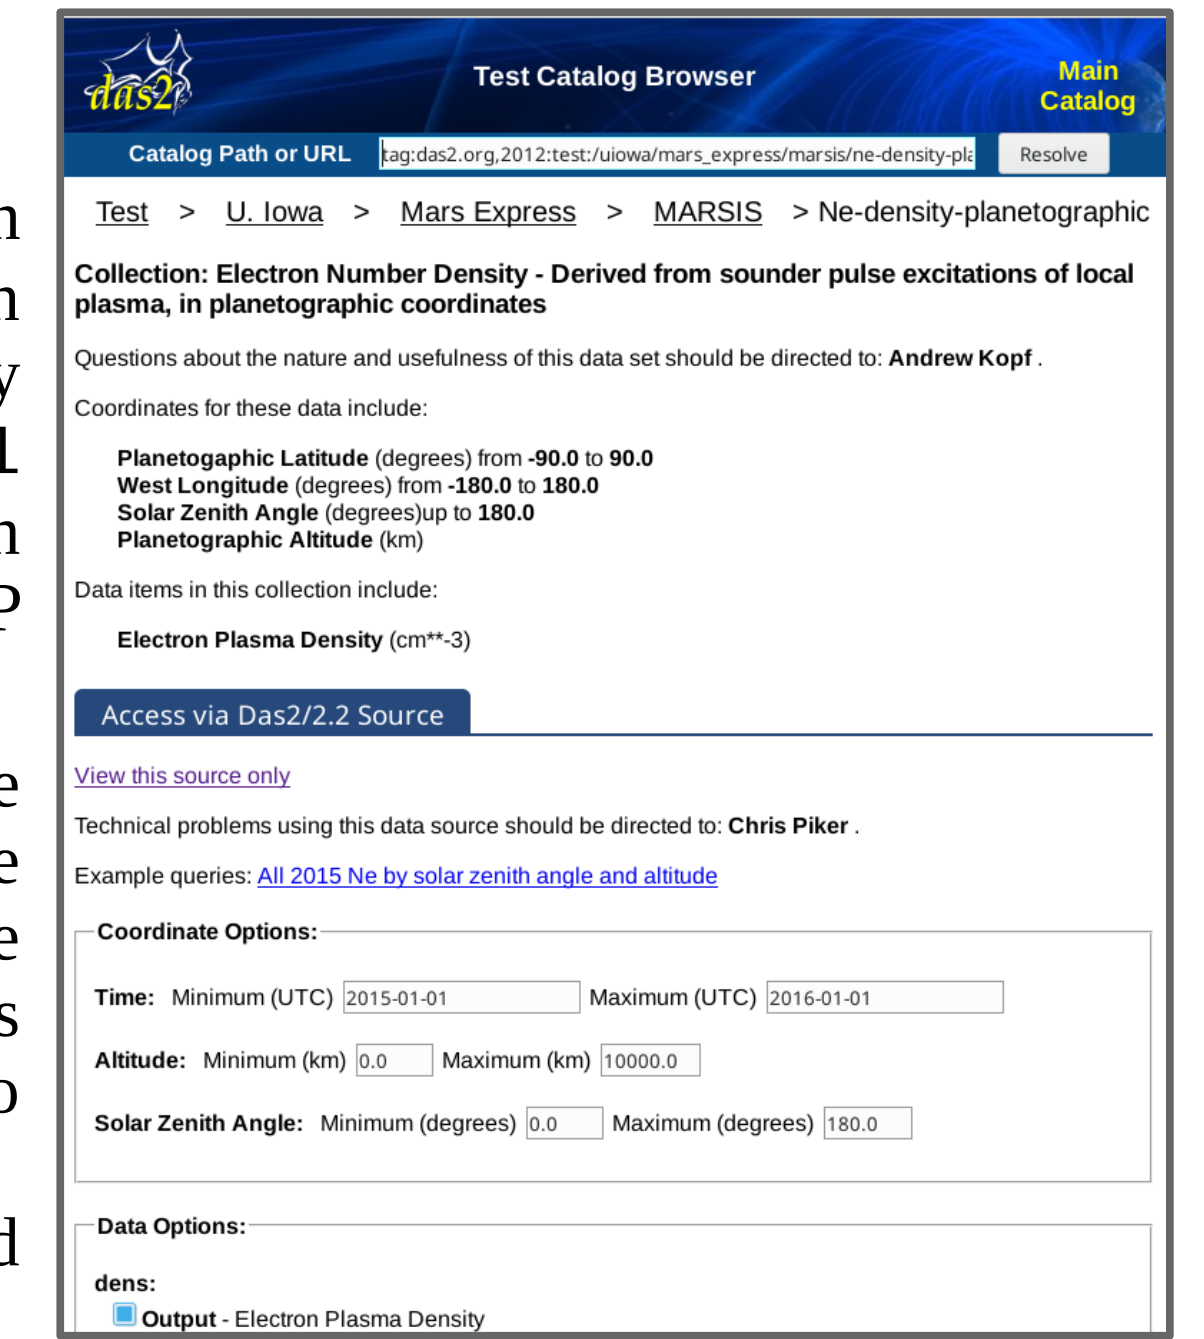 das2
Test Catalog Browser
Main
Catalog
Catalog Path or URL tag:das2.org,2012:test:/uiowa/mars_express/marsis/ne-density-pla Resolve
Test > U. Iowa > Mars Express > MARSIS > Ne-density-planetographic
Collection: Electron Number Density - Derived from sounder pulse excitations of local
plasma, in planetographic coordinates
Questions about the nature and usefulness of this data set should be directed to: Andrew Kopf .
Coordinates for these data include:
Planetogaphic Latitude (degrees) from -90.0 to 90.0
West Longitude (degrees) from -180.0 to 180.0
Solar Zenith Angle (degrees)up to 180.0
Planetographic Altitude (km)
Data items in this collection include:
Electron Plasma Density (cm**-3)
Access via Das2/2.2 Source
View this source only
Technical problems using this data source should be directed to: Chris Piker .
Example queries: All 2015 Ne by solar zenith angle and altitude
Coordinate Options:
Time: Minimum (UTC) 2015-01-01 Maximum (UTC) 2016-01-01
Altitude: Minimum (km) 0.0 Maximum (km) 10000.0
Solar Zenith Angle: Minimum (degrees) 0.0 Maximum (degrees) 180.0
Data Options:
dens:
Output - Electron Plasma Density